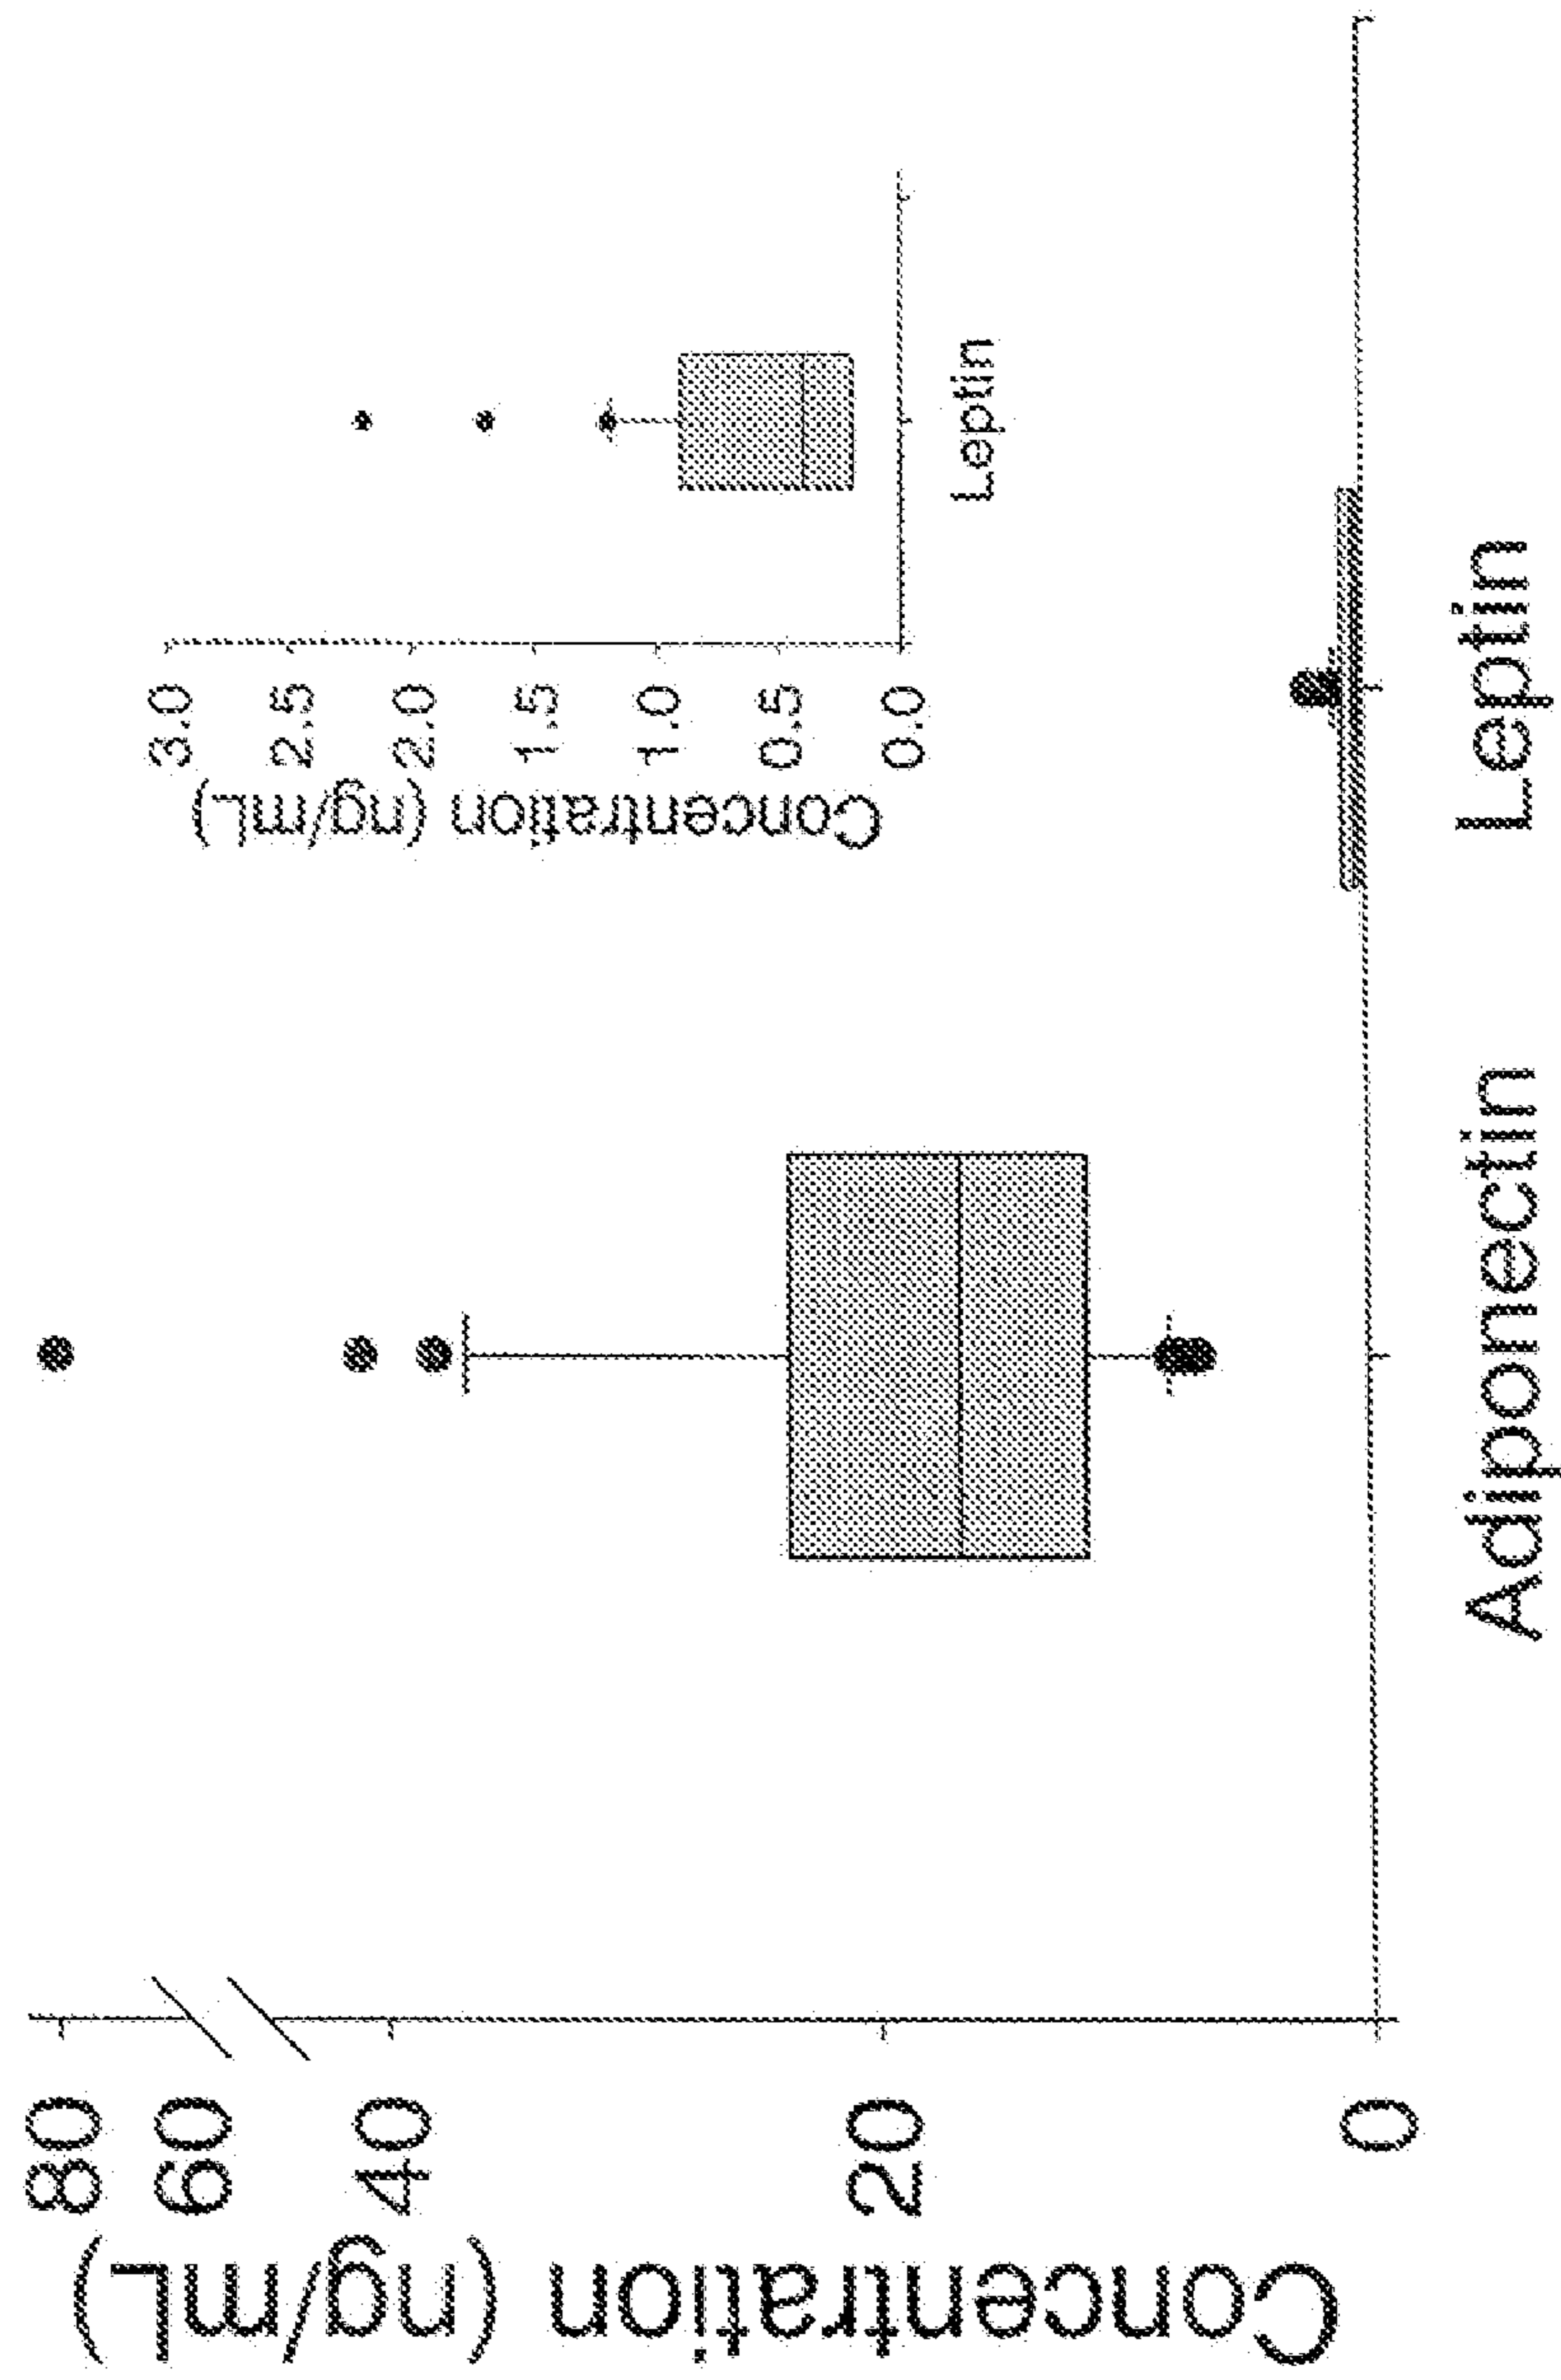 Concentration (ng/mL)
80
60
40
20
0
Adiponectin
Leptin
Concentration (ng/mL)
3.0
2.5
2.0
1.5
1.0
0.5
0.0
Leptin